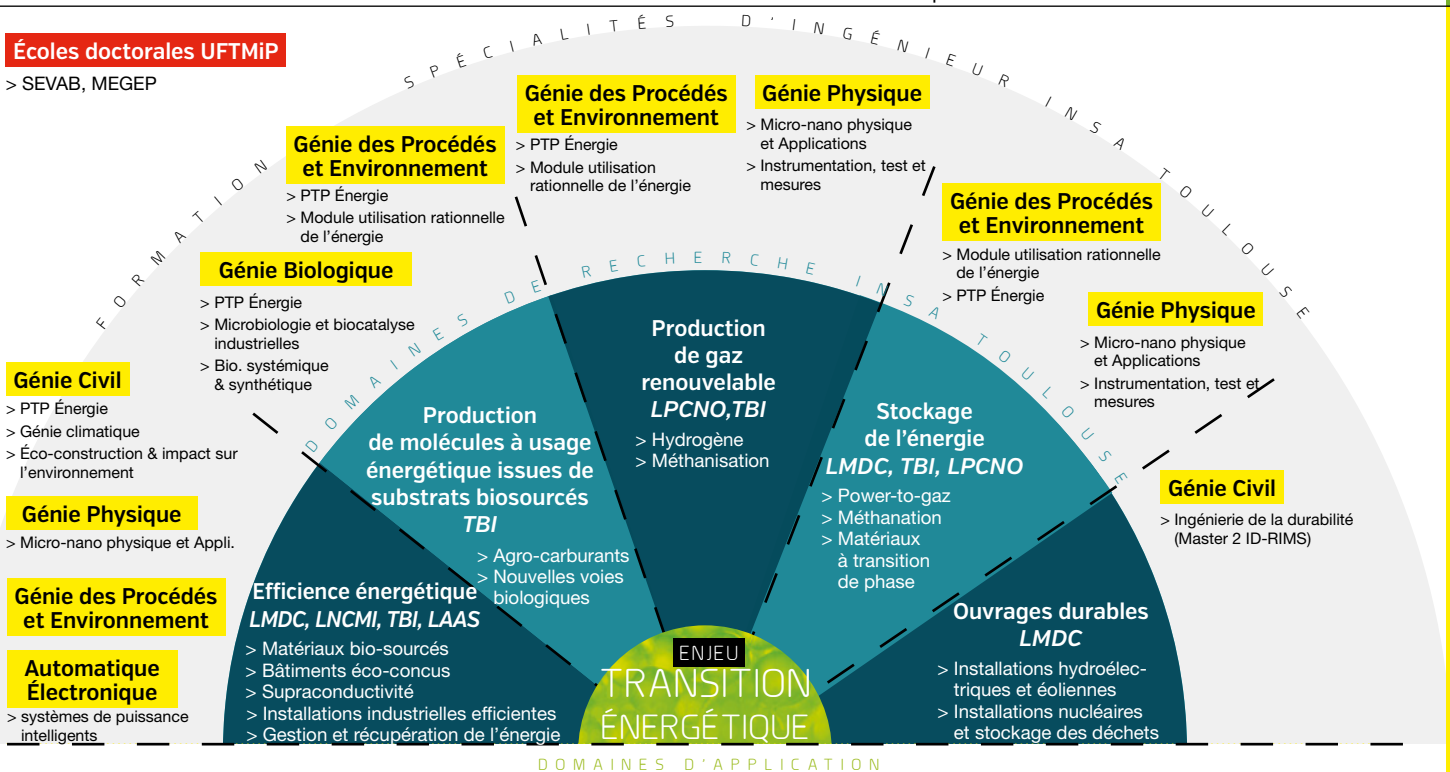 Écoles doctorales UFTMiP
> SEVAB, MEGEP
FORMATION SPÉCIALITÉS D'INGÉNIEUR INSA TOULOUSE
Génie Civil
> PTP Énergie
> Génie climatique
> Éco-construction & impact sur
l'environnement
Génie Physique
> Micro-nano physique et Appli.
Génie des Procédés
et Environnement
Automatique
Électronique
> systèmes de puissance
intelligents
Génie Biologique
> PTP Énergie
> Microbiologie et biocatalyse
industrielles
> Bio. systémique
& synthétique
Génie des Procédés
et Environnement
> PTP Énergie
> Module utilisation rationnelle
de l'énergie
Génie des Procédés
et Environnement
> PTP Énergie
> Module utilisation
rationnelle de l'énergie
Génie Physique
> Micro-nano physique
et Applications
> Instrumentation, test et
mesures
Génie des Procédés
et Environnement
> Module utilisation rationnelle
de l'énergie
> PTP Énergie
Génie Physique
> Micro-nano physique
et Applications
> Instrumentation, test et
mesures
Génie Civil
> Ingénierie de la durabilité
(Master 2 ID-RIMS)
DOMAINES DE RECHERCHE INSA TOULOUSE
Efficience énergétique
LMDC, LNCMI, TBI, LAAS
> Matériaux bio-sourcés
> Bâtiments éco-concus
> Supraconductivité
> Installations industrielles efficientes
> Gestion et récupération de l'énergie
Production
de molécules à usage
énergétique issues de
substrats biosourcés
TBI
> Agro-carburants
> Nouvelles voies
biologiques
Production
de gaz
renouvelable
LPCNO,TBI
> Hydrogène
> Méthanisation
Stockage
de l'énergie
LMDC, TBI, LPCNO
> Power-to-gaz
> Méthanation
> Matériaux
à transition
de phase
Ouvrages durables
LMDC
> Installations hydroélec-
triques et éoliennes
> Installations nucléaires
et stockage des déchets
ENJEU
TRANSITION
ÉNERGÉTIQUE
DOMAINES D'APPLICATION